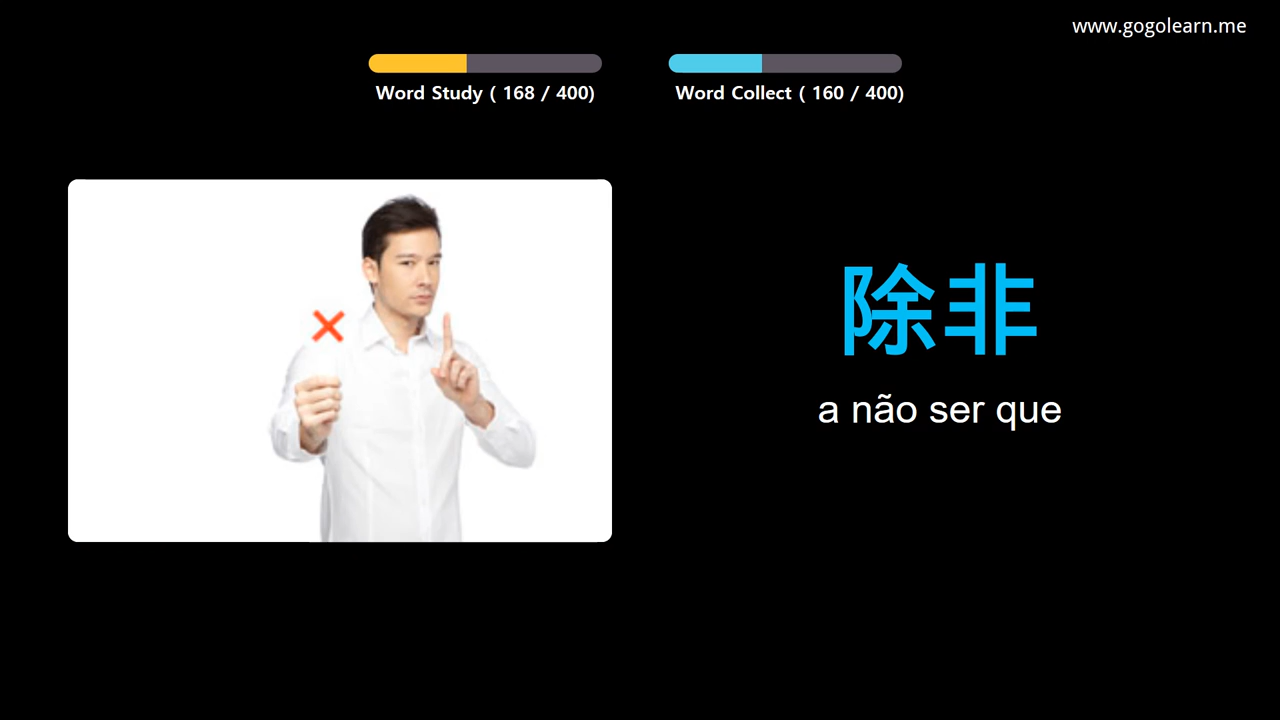 www.gogolearn.me
Word Study ( 168 / 400)
Word Collect ( 160 / 400)
除非
a não ser que